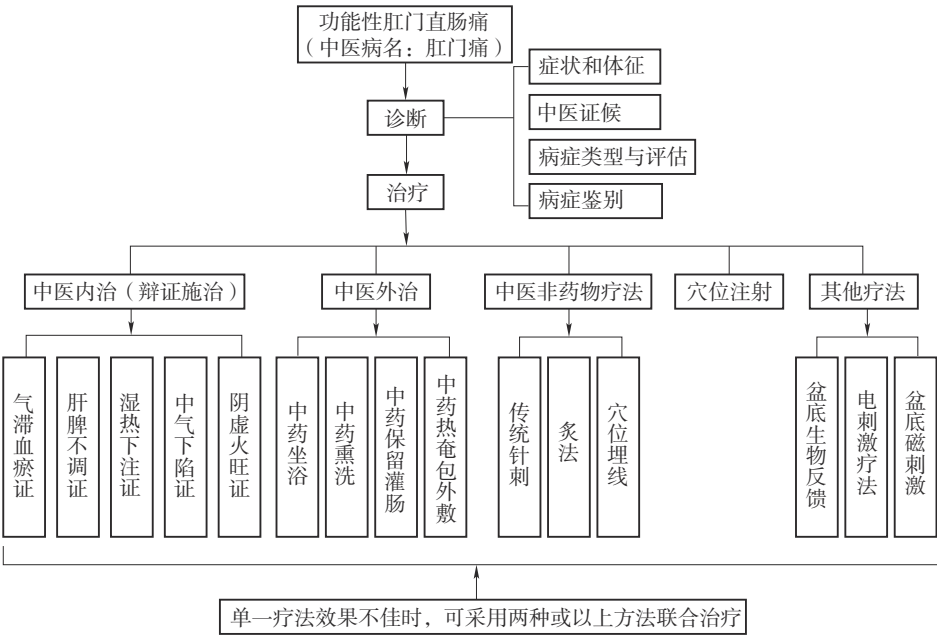 功能性肛门直肠痛
（中医病名：肛门痛）
诊断
症状和体征
中医证候
病症类型与评估
病症鉴别
治疗
中医内治（辩证施治）
中医外治
中医非药物疗法
穴位注射
其他疗法
气滞血瘀证
肝脾不调证
湿热下注证
中气下陷证
阴虚火旺证
中药坐浴
中药熏洗
中药保留灌肠
中药热奄包外敷
传统针刺
炙法
穴位埋线
盆底生物反馈
电刺激疗法
盆底磁刺激
单一疗法效果不佳时，可采用两种或以上方法联合治疗